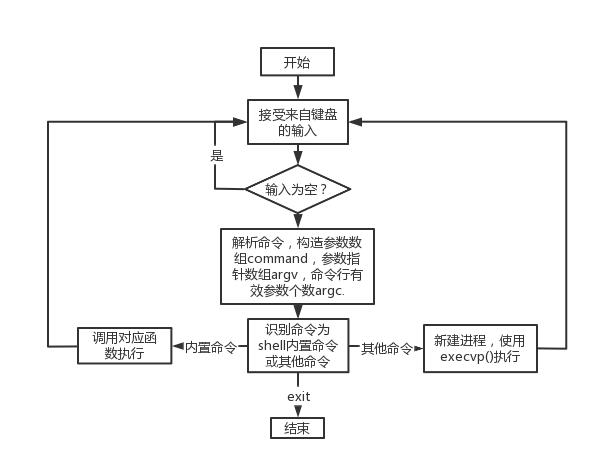 开始
接受来自键盘
的输入
是
输入为空？
解析命令，构造参数数
组command，参数指
针数组argv，命令行有
效参数个数argc.
调用对应函
数执行
内置命令
识别命令为
shell内置命令
或其他命令
其他命令
新建进程，使用
execvp()执行
exit
结束